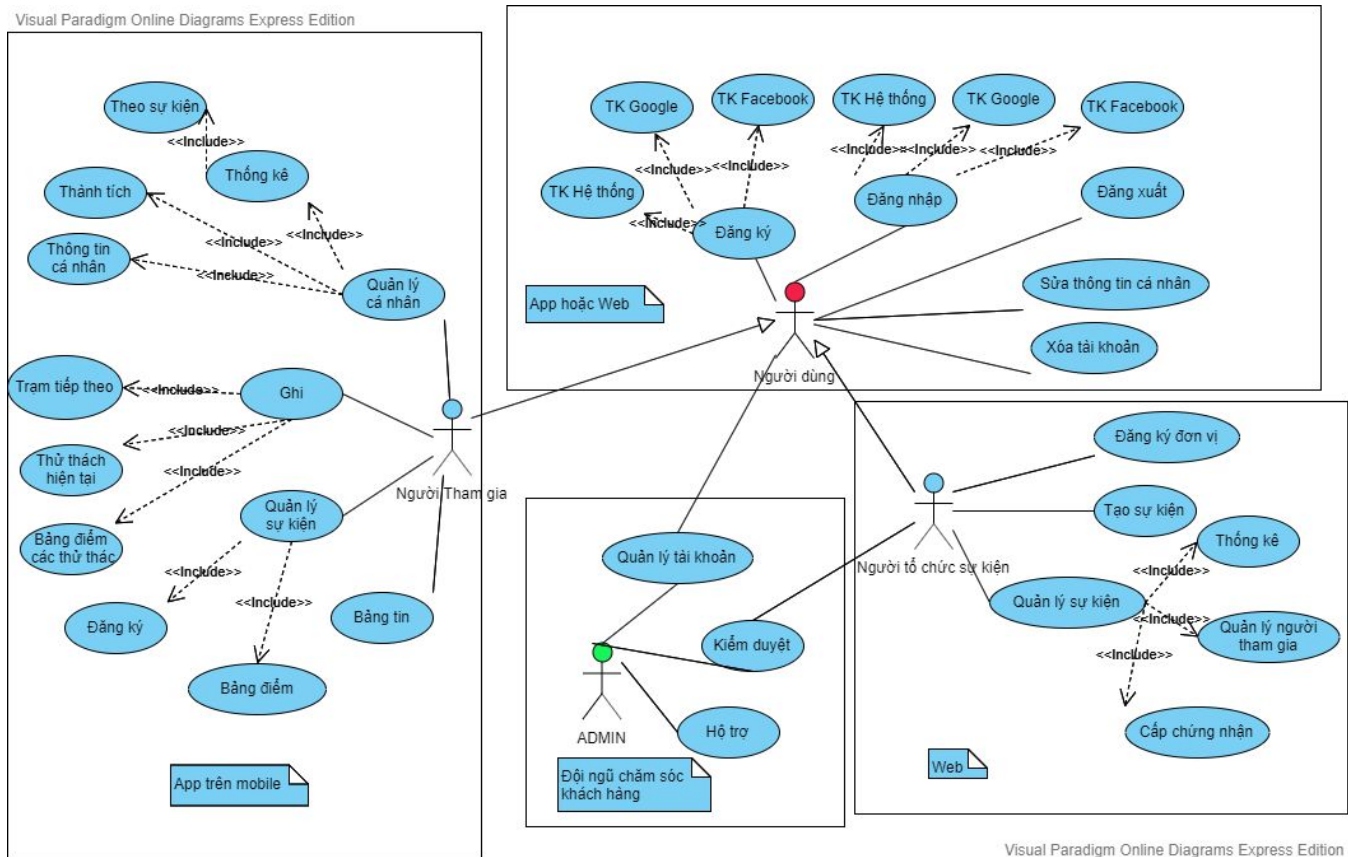 Visual Paradigm Online Diagrams Express Edition
Theo sự kiện
<<Include>>
Thống kê
Thành tích
<<Include>>
<<Include>>
Thông tin
cá nhân
<<Include>>
Quản lý
cá nhân
Trạm tiếp theo
<<Include>>
Ghi
<<Include>>
Thử thách
hiện tại
<<Include>>
Người Tham gia
Quản lý
sự kiện
Bảng điểm
các thử thác
<<Include>>
<<Include>>
Đăng ký
Bảng tin
Bảng điểm
App trên mobile
TK Google
TK Facebook
TK Hệ thống
TK Google
TK Facebook
<<Include>>
<<Include>>
<<Include>>
<<Include>>
<<Include>>
TK Hệ thống
<<Include>>
Đăng ký
Đăng nhập
Đăng xuất
App hoặc Web
Sửa thông tin cá nhân
Xóa tài khoản
Người dùng
Quản lý tài khoản
Kiểm duyệt
Hộ trợ
ADMIN
Đội ngũ chăm sóc
khách hàng
Đăng ký đơn vị
Tạo sự kiện
Thống kê
Người tổ chức sự kiện
<<Include>>
Quản lý sự kiện
<<Include>>
Quản lý người
tham gia
<<Include>>
Cấp chứng nhận
Web
Visual Paradigm Online Diagrams Express Edition